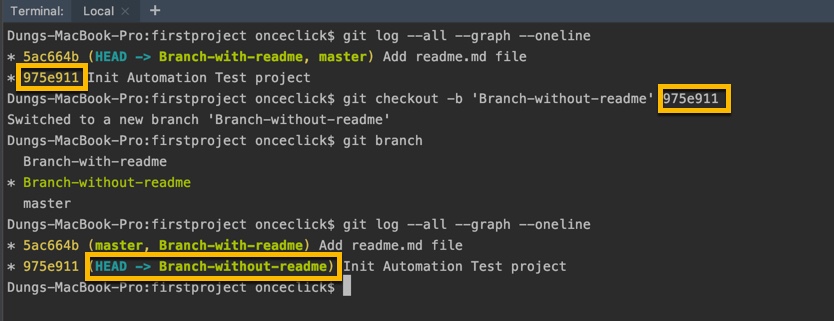 Terminal: Local × +
Dungs-MacBook-Pro:firstproject onceclick$ git log --all --graph --oneline
* 5ac664b (HEAD -> Branch-with-readme, master) Add readme.md file
* 975e911 Init Automation Test project
Dungs-MacBook-Pro:firstproject onceclick$ git checkout -b 'Branch-without-readme' 975e911
Switched to a new branch 'Branch-without-readme'
Dungs-MacBook-Pro:firstproject onceclick$ git branch
Branch-with-readme
* Branch-without-readme
master
Dungs-MacBook-Pro:firstproject onceclick$ git log --all --graph --oneline
* 5ac664b (master, Branch-with-readme) Add readme.md file
* 975e911 (HEAD -> Branch-without-readme) Init Automation Test project
Dungs-MacBook-Pro:firstproject onceclick$